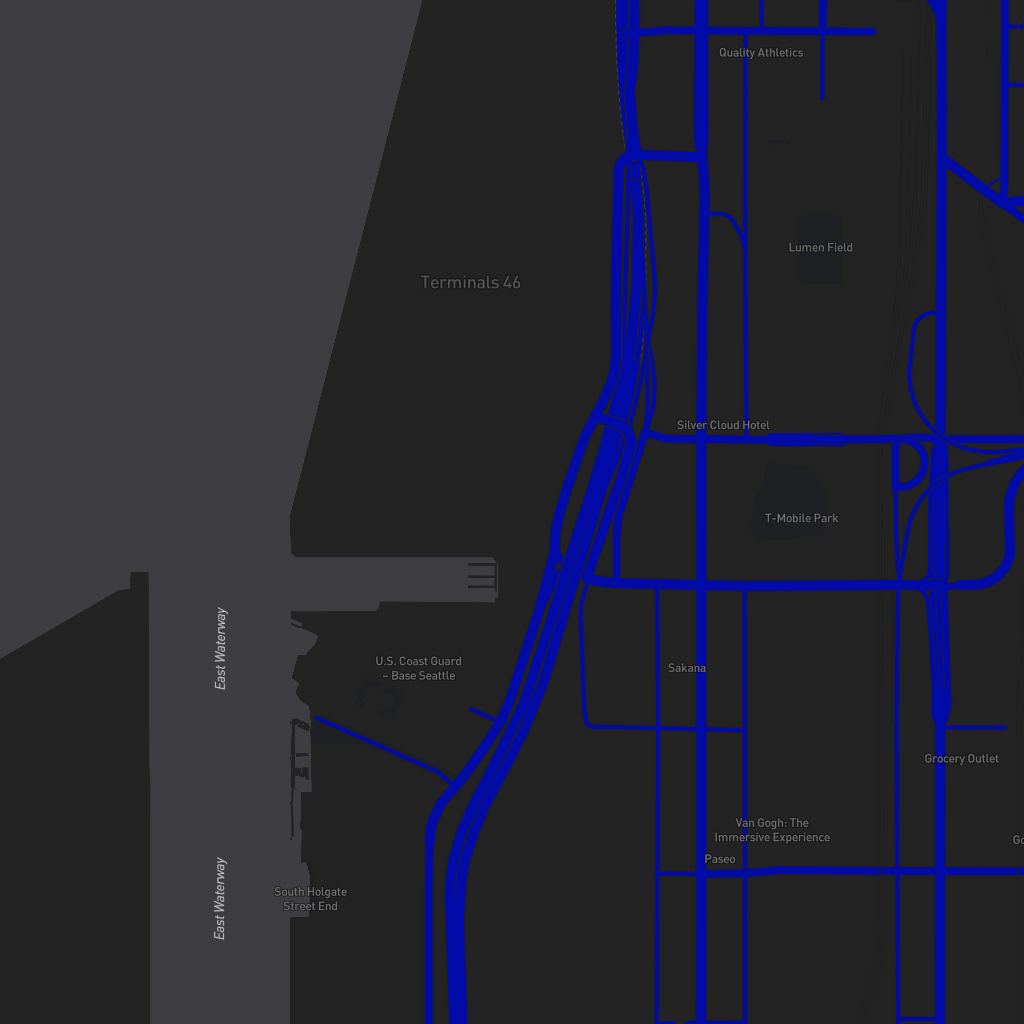 Quality Athletics
Lumen Field
Terminals 46
Silver Cloud Hotel
T-Mobile Park
East Waterway
U.S. Coast Guard
– Base Seattle
Sakana
Grocery Outlet
Van Gogh: The
Immersive Experience
Go
Paseo
East Waterway
South Holgate
Street End